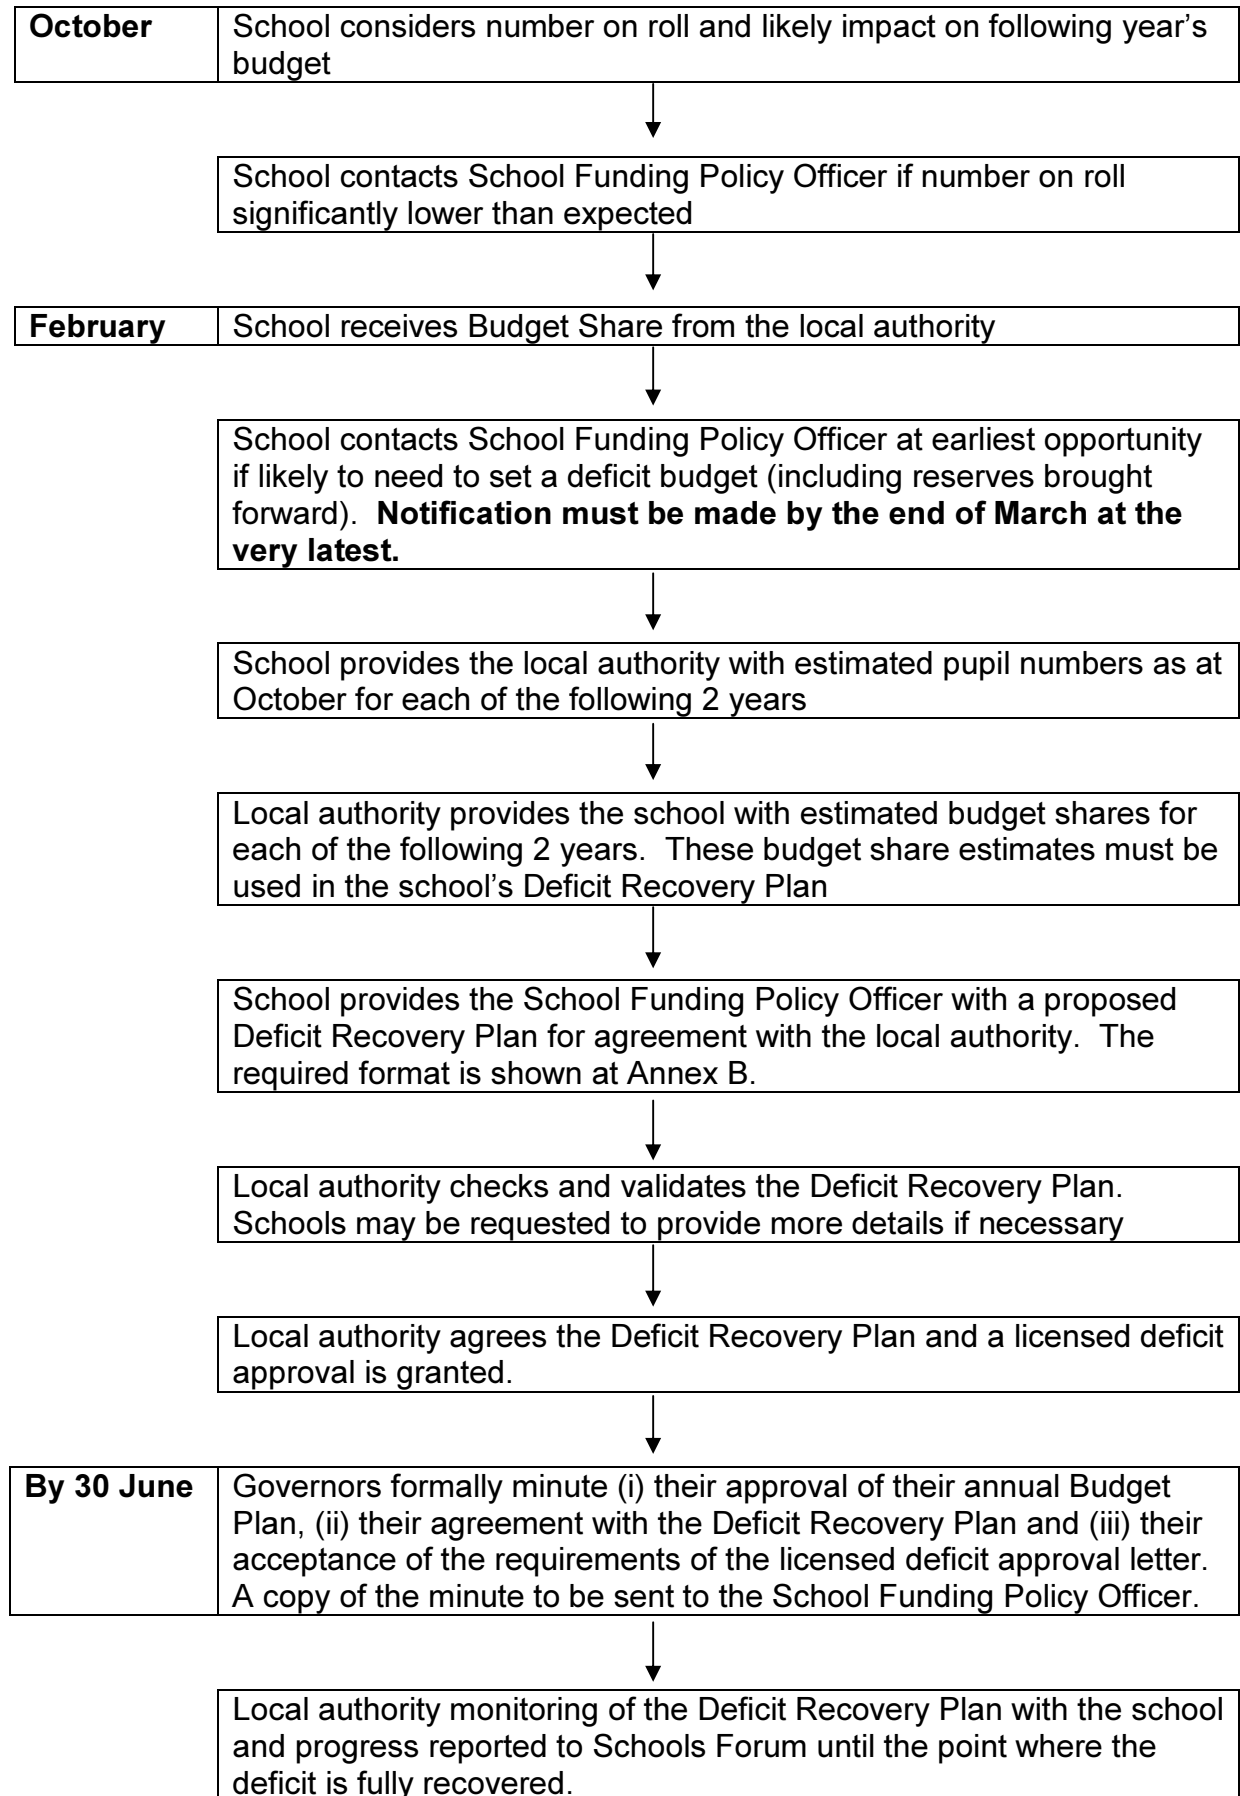 October School considers number on roll and likely impact on following year's
budget
School contacts School Funding Policy Officer if number on roll
significantly lower than expected
February School receives Budget Share from the local authority
School contacts School Funding Policy Officer at earliest opportunity
if likely to need to set a deficit budget (including reserves brought
forward). Notification must be made by the end of March at the
very latest.
School provides the local authority with estimated pupil numbers as at
October for each of the following 2 years
Local authority provides the school with estimated budget shares for
each of the following 2 years. These budget share estimates must be
used in the school's Deficit Recovery Plan
School provides the School Funding Policy Officer with a proposed
Deficit Recovery Plan for agreement with the local authority. The
required format is shown at Annex B.
Local authority checks and validates the Deficit Recovery Plan.
Schools may be requested to provide more details if necessary
Local authority agrees the Deficit Recovery Plan and a licensed deficit
approval is granted.
By 30 June Governors formally minute (i) their approval of their annual Budget
Plan, (ii) their agreement with the Deficit Recovery Plan and (iii) their
acceptance of the requirements of the licensed deficit approval letter.
A copy of the minute to be sent to the School Funding Policy Officer.
Local authority monitoring of the Deficit Recovery Plan with the school
and progress reported to Schools Forum until the point where the
deficit is fully recovered.